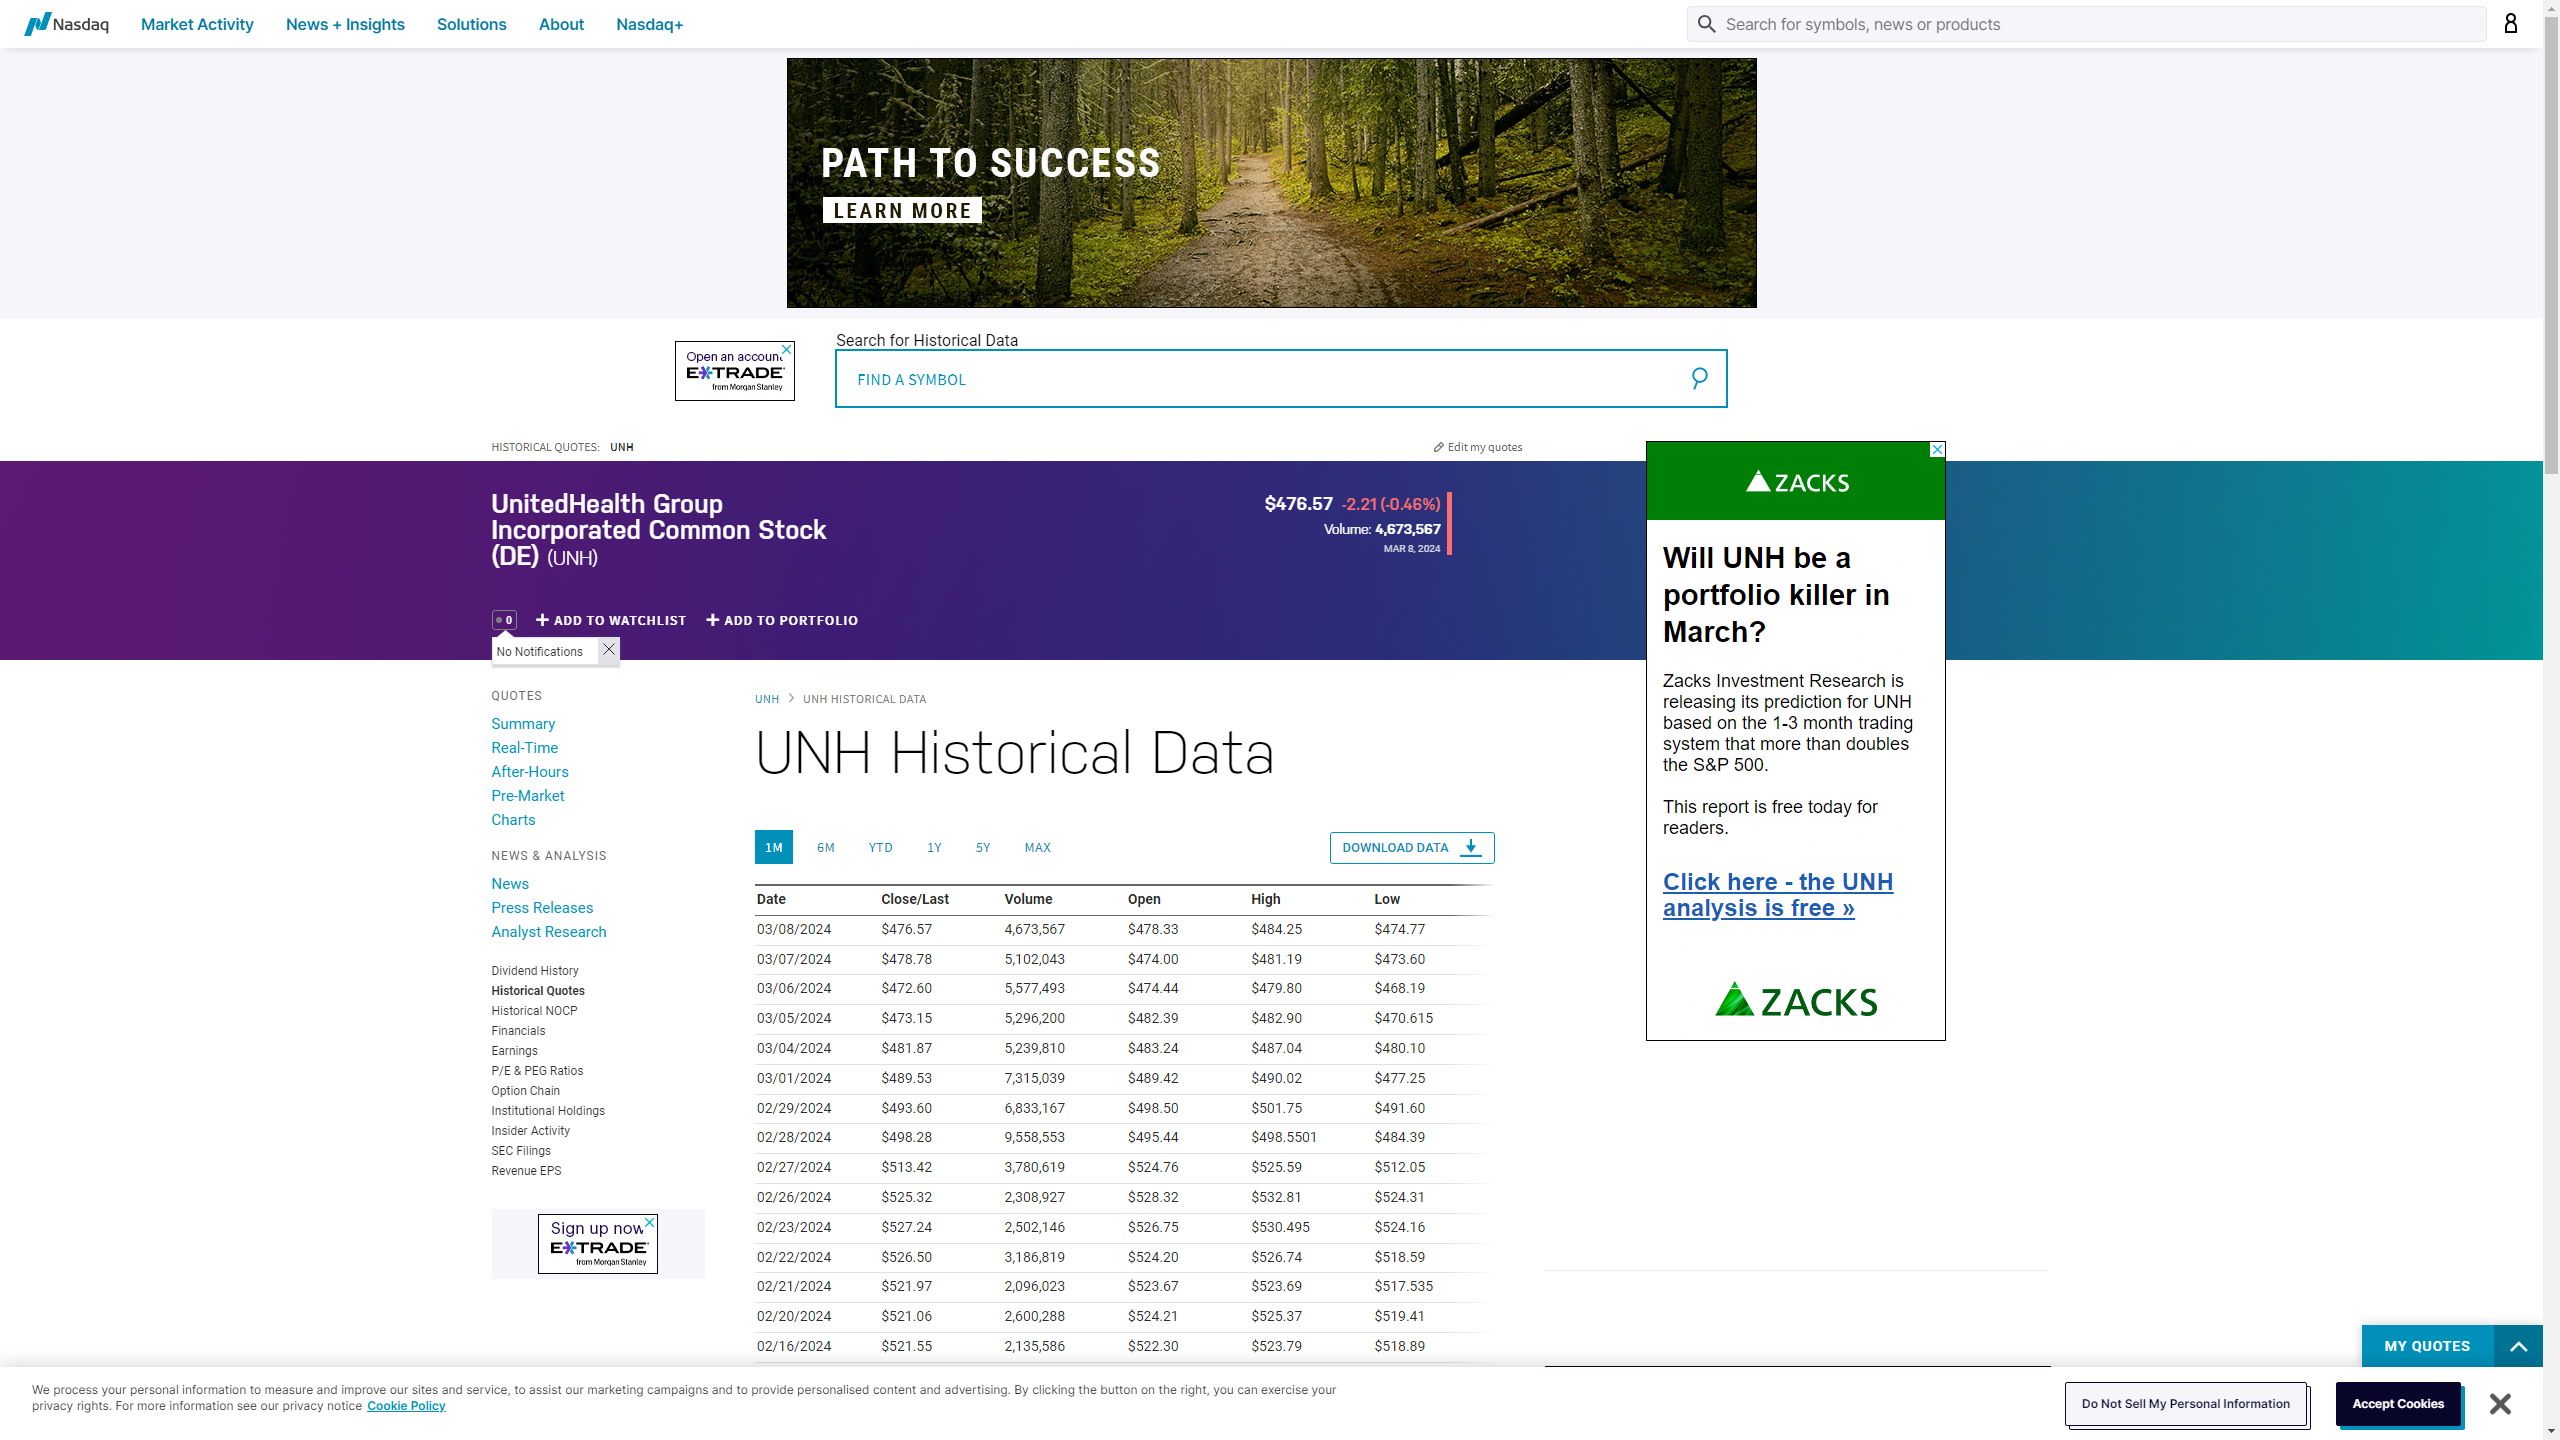 Nasdaq Market Activity News + Insights Solutions About Nasdaq+ Search for symbols, news or products
PATH TO SUCCESS
LEARN MORE
Open an account
E*TRADE
from Morgan Stanley
Search for Historical Data
FIND A SYMBOL
HISTORICAL QUOTES: UNH Edit my quotes
UnitedHealth Group
Incorporated Common Stock
(DE) (UNH)
$476.57 -2.21 (-0.46%)
Volume: 4,673,567
MAR 8, 2024
0 ADD TO WATCHLIST ADD TO PORTFOLIO
No Notifications
QUOTES
Summary
Real-Time
After-Hours
Pre-Market
Charts
NEWS & ANALYSIS
News
Press Releases
Analyst Research
Dividend History
Historical Quotes
Historical NOCP
Financials
Earnings
P/E & PEG Ratios
Option Chain
Institutional Holdings
Insider Activity
SEC Filings
Revenue EPS
Sign up now
E*TRADE
from Morgan Stanley
UNH > UNH HISTORICAL DATA
UNH Historical Data
1M 6M YTD 1Y 5Y MAX DOWNLOAD DATA
Date Close/Last Volume Open High Low
03/08/2024 $476.57 4,673,567 $478.33 $484.25 $474.77
03/07/2024 $478.78 5,102,043 $474.00 $481.19 $473.60
03/06/2024 $472.60 5,577,493 $474.44 $479.80 $468.19
03/05/2024 $473.15 5,296,200 $482.39 $482.90 $470.615
03/04/2024 $481.87 5,239,810 $483.24 $487.04 $480.10
03/01/2024 $489.53 7,315,039 $489.42 $490.02 $477.25
02/29/2024 $493.60 6,833,167 $498.50 $501.75 $491.60
02/28/2024 $498.28 9,558,553 $495.44 $498.5501 $484.39
02/27/2024 $513.42 3,780,619 $524.76 $525.59 $512.05
02/26/2024 $525.32 2,308,927 $528.32 $532.81 $524.31
02/23/2024 $527.24 2,502,146 $526.75 $530.495 $524.16
02/22/2024 $526.50 3,186,819 $524.20 $526.74 $518.59
02/21/2024 $521.97 2,096,023 $523.67 $523.69 $517.535
02/20/2024 $521.06 2,600,288 $524.21 $525.37 $519.41
02/16/2024 $521.55 2,135,586 $522.30 $523.79 $518.89
ZACKS
Will UNH be a
portfolio killer in
March?
Zacks Investment Research is
releasing its prediction for UNH
based on the 1-3 month trading
system that more than doubles
the S&P 500.
This report is free today for
readers.
Click here - the UNH
analysis is free »
ZACKS
MY QUOTES
We process your personal information to measure and improve our sites and service, to assist our marketing campaigns and to provide personalised content and advertising. By clicking the button on the right, you can exercise your
privacy rights. For more information see our privacy notice Cookie Policy
Do Not Sell My Personal Information Accept Cookies